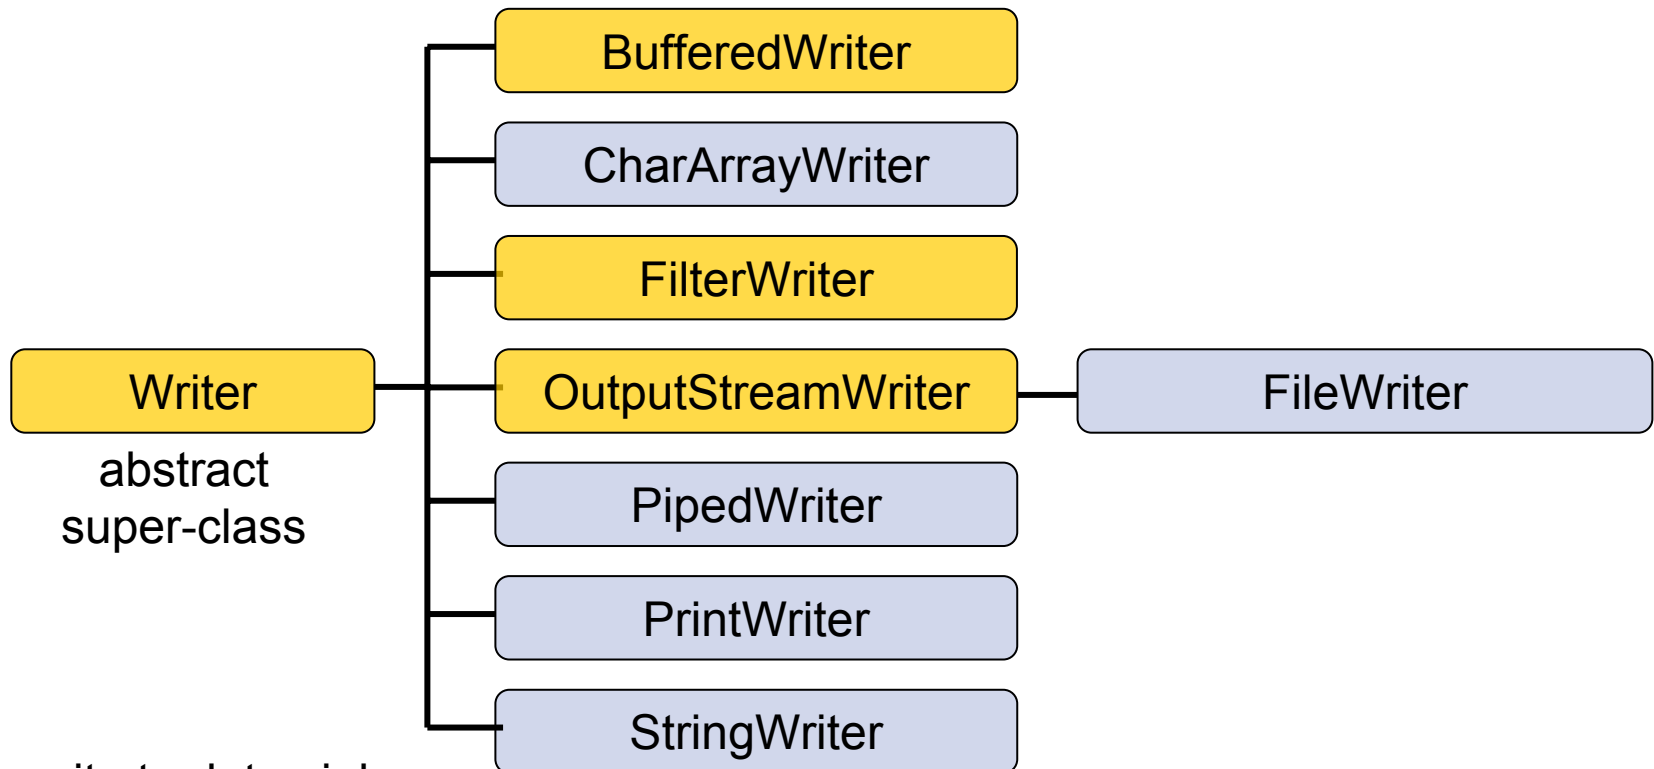 BufferedWriter
CharArrayWriter
FilterWriter
Writer
OutputStreamWriter
FileWriter
abstract
super-class
PipedWriter
PrintWriter
StringWriter